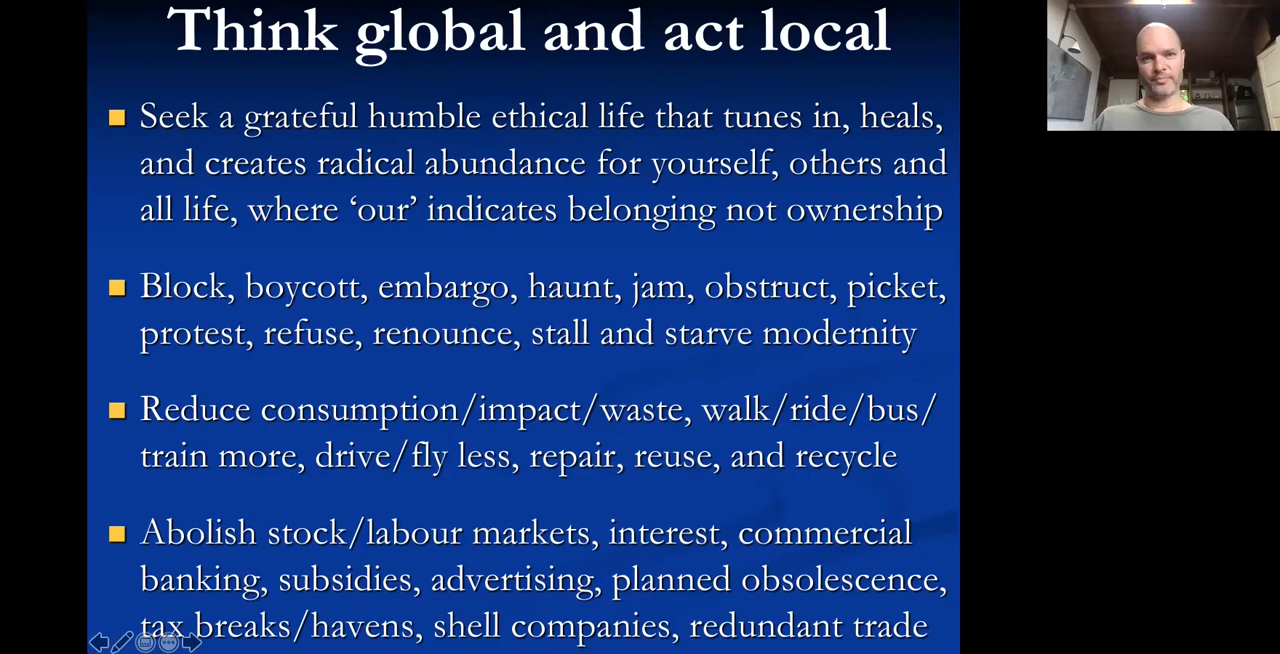 Think global and act local
Seek a grateful humble ethical life that tunes in, heals,
and creates radical abundance for yourself, others and
all life, where ‘our’ indicates belonging not ownership
Block, boycott, embargo, haunt, jam, obstruct, picket,
protest, refuse, renounce, stall and starve modernity
Reduce consumption/impact/waste, walk/ride/bus/
train more, drive/fly less, repair, reuse, and recycle
Abolish stock/labour markets, interest, commercial
banking, subsidies, advertising, planned obsolescence,
tax breaks/havens, shell companies, redundant trade